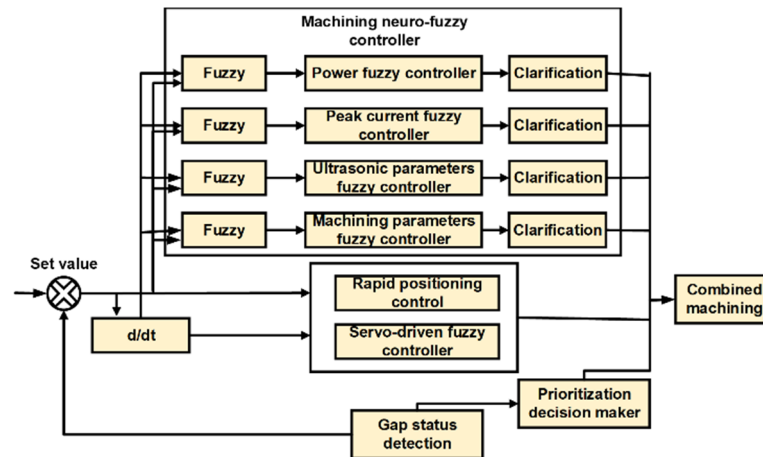 Machining neuro-fuzzy
controller
Fuzzy
Power fuzzy controller
Clarification
Fuzzy
Peak current fuzzy
controller
Clarification
Fuzzy
Ultrasonic parameters
fuzzy controller
Clarification
Fuzzy
Machining parameters
fuzzy controller
Clarification
Set value
Rapid positioning
control
Combined
machining
d/dt
Servo-driven fuzzy
controller
Prioritization
decision maker
Gap status
detection